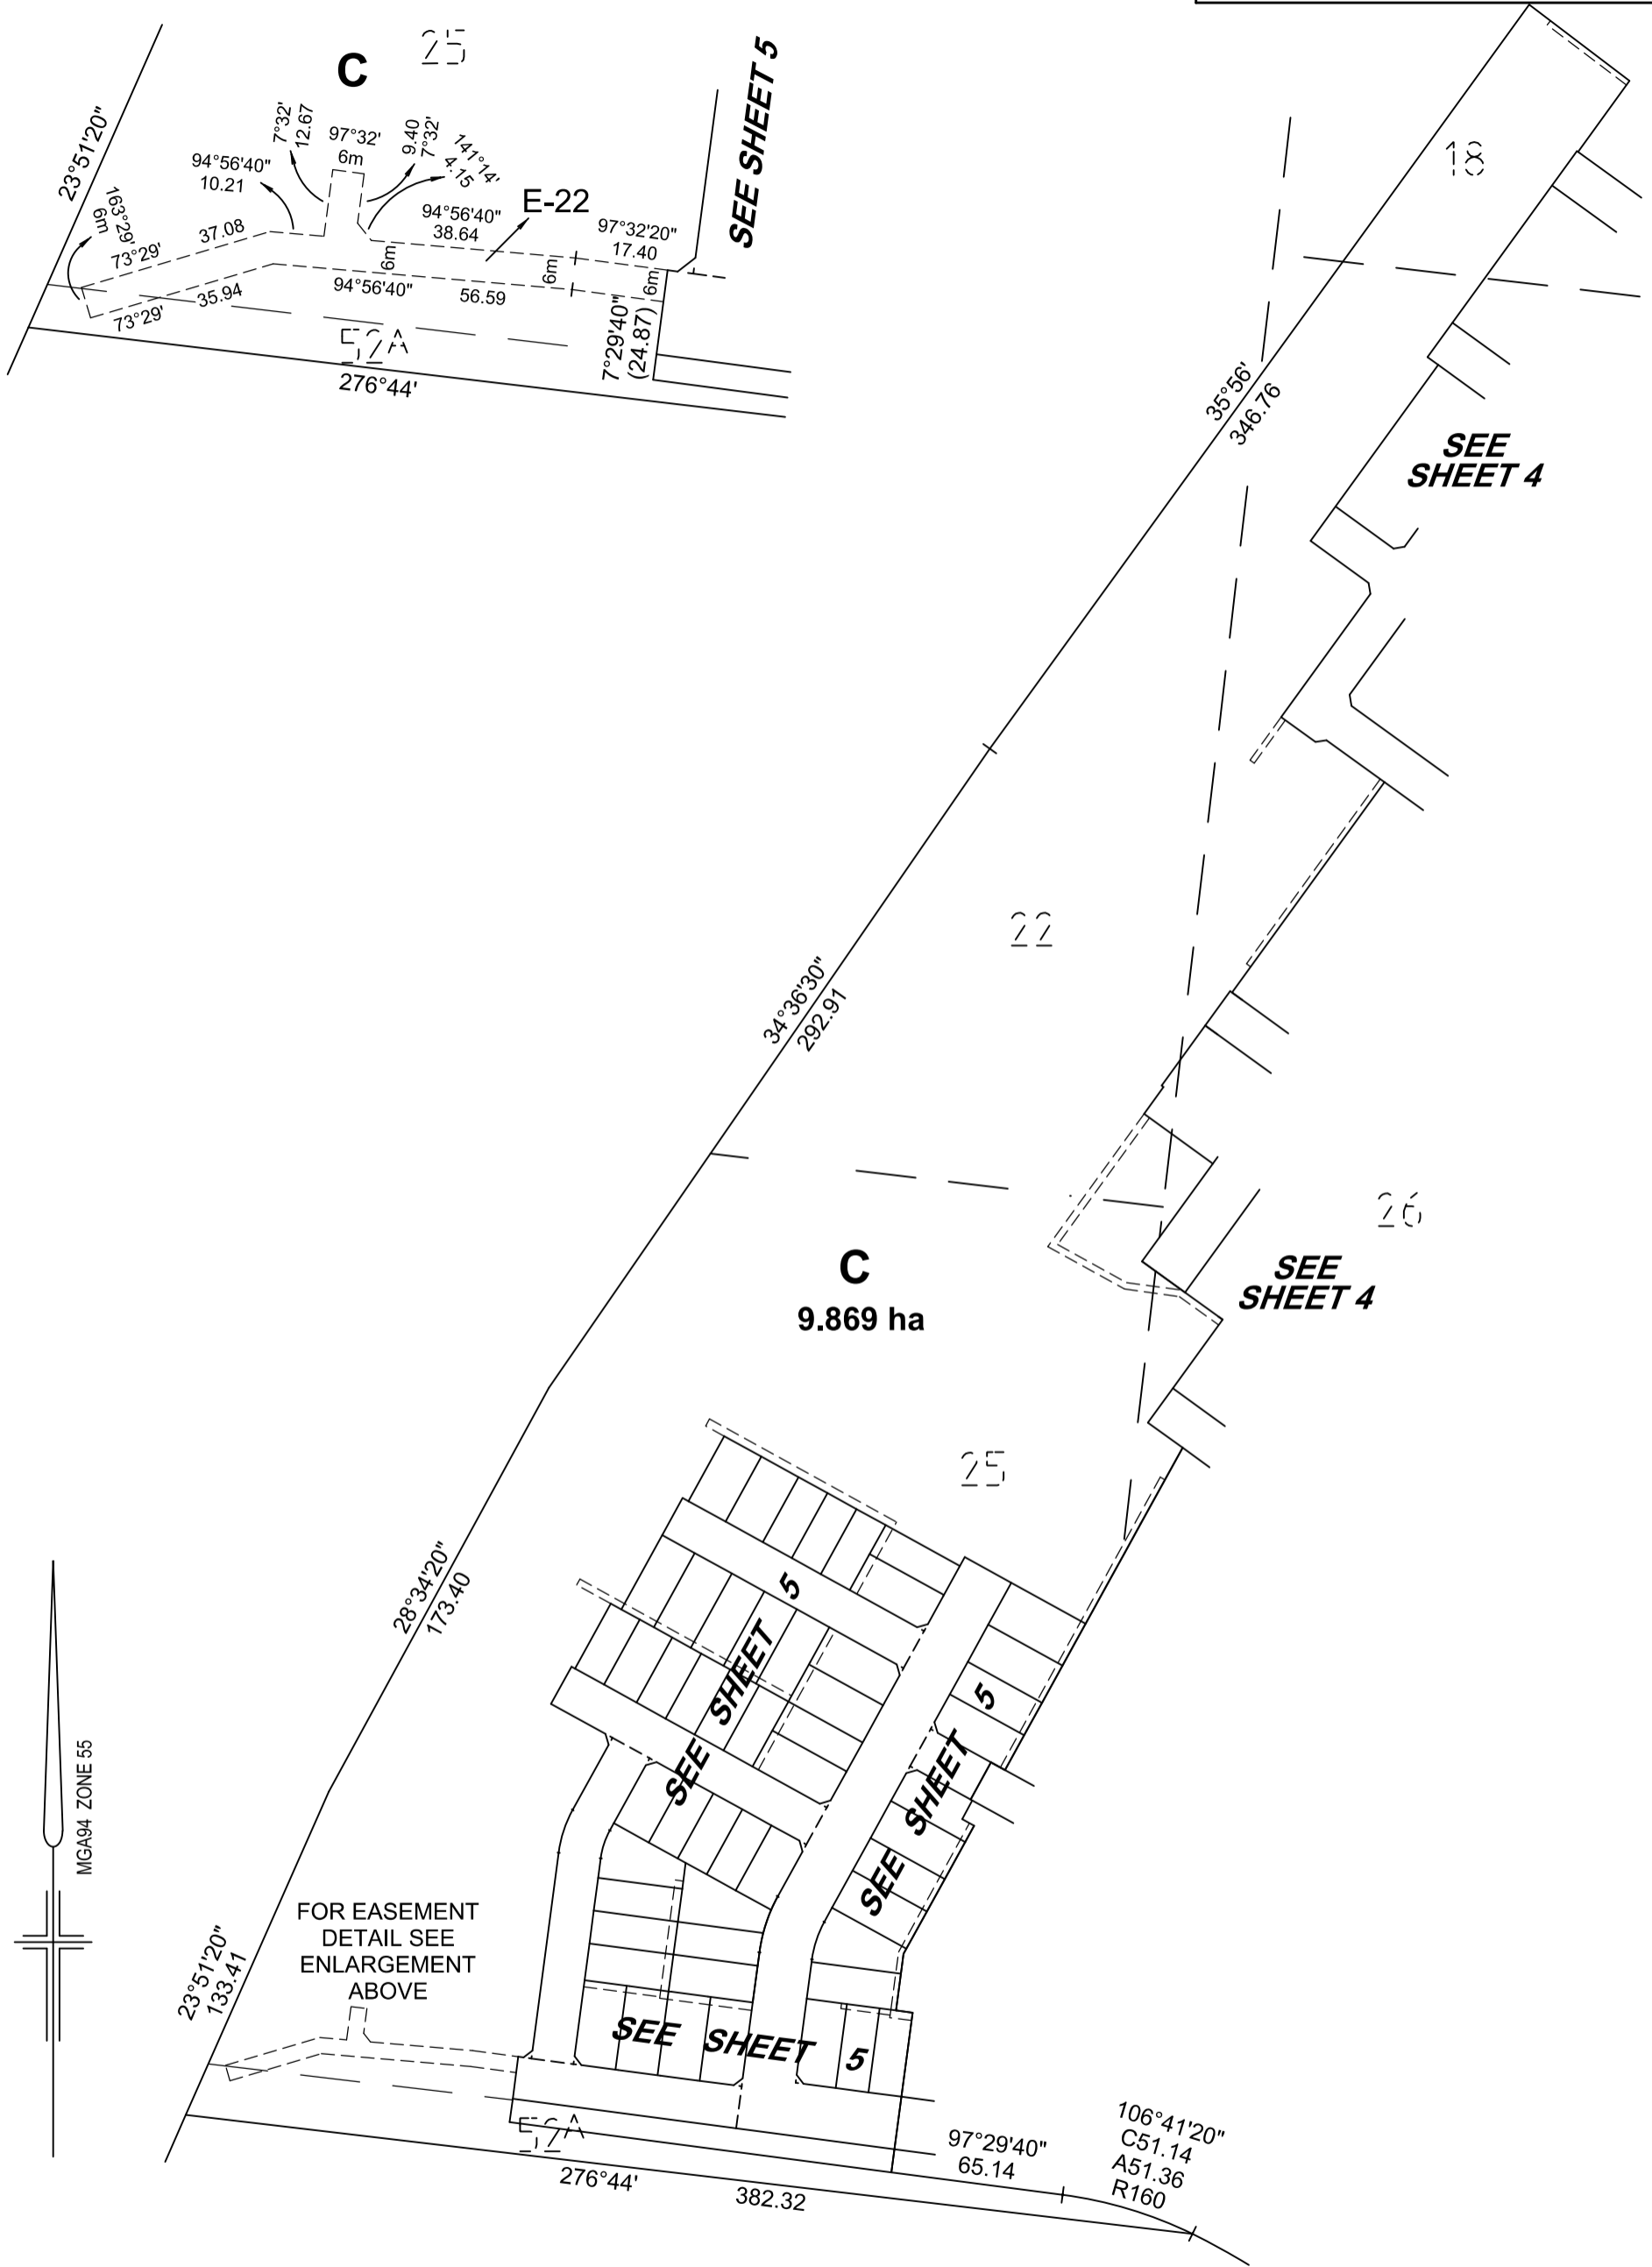 25
C
SEE SHEET 5
23°51'20"
7°32'
12.67
97°32'
6m
9.40
7°32'
141°14'
4.15
94°56'40"
10.21
E-22
163°29'
6m
37.08
73°29'
94°56'40"
38.64
97°32'20"
17.40
6m
6m
6m
94°56'40"
56.59
35.94
73°29'
7°29'40"
(24.87)
52A
276°44'
18
35°56'
346.76
SEE
SHEET 4
22
34°36'30"
292.91
26
SEE
SHEET 4
C
9.869 ha
25
28°34'20"
173.40
SEE SHEET 5
SEE SHEET 5
MGA94 ZONE 55
FOR EASEMENT
DETAIL SEE
ENLARGEMENT
ABOVE
23°51'20"
133.41
SEE SHEET 5
52A
276°44'
382.32
97°29'40"
65.14
106°41'20"
C51.14
A51.36
R160